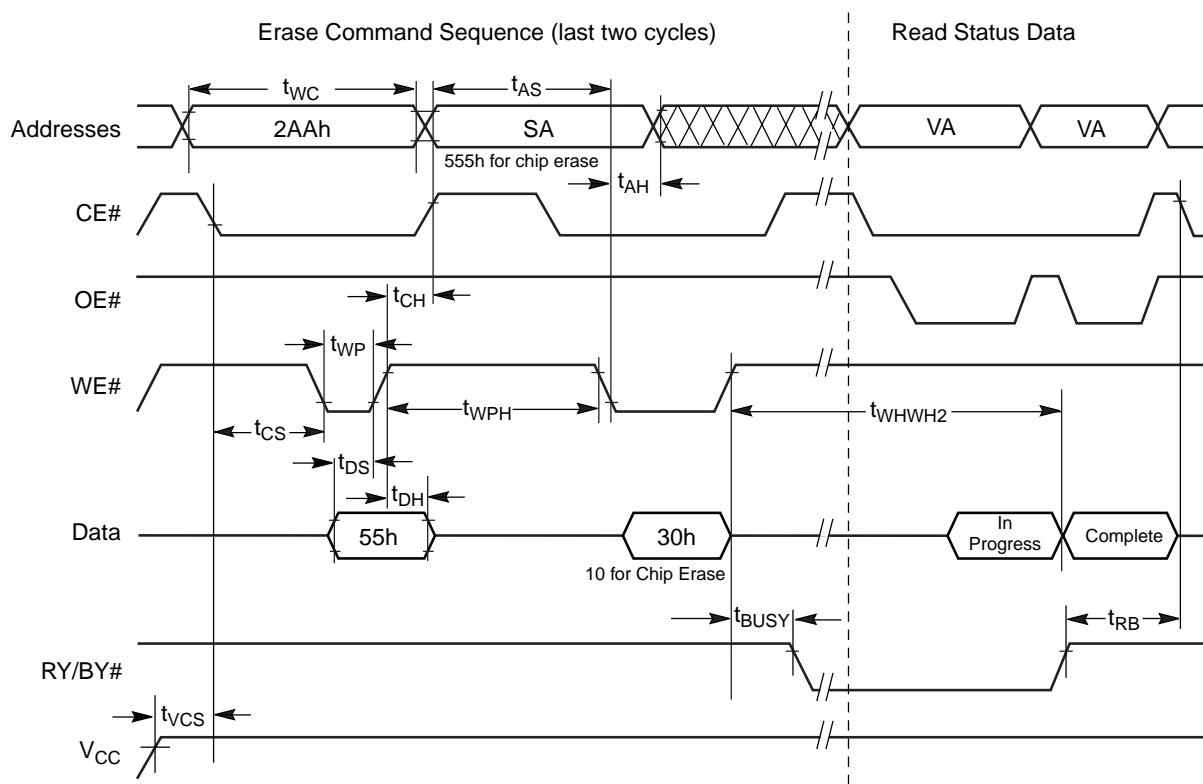 Erase Command Sequence (last two cycles) Read Status Data
tWC tAS
Addresses 2AAh SA VA VA
555h for chip erase
tAH
CE#
OE#
tCH
tWP
WE#
tWPH tWHWH2
tCS
tDS
tDH
Data 55h 30h In Progress Complete
10 for Chip Erase
tBUSY tRB
RY/BY#
tVCS
VCC